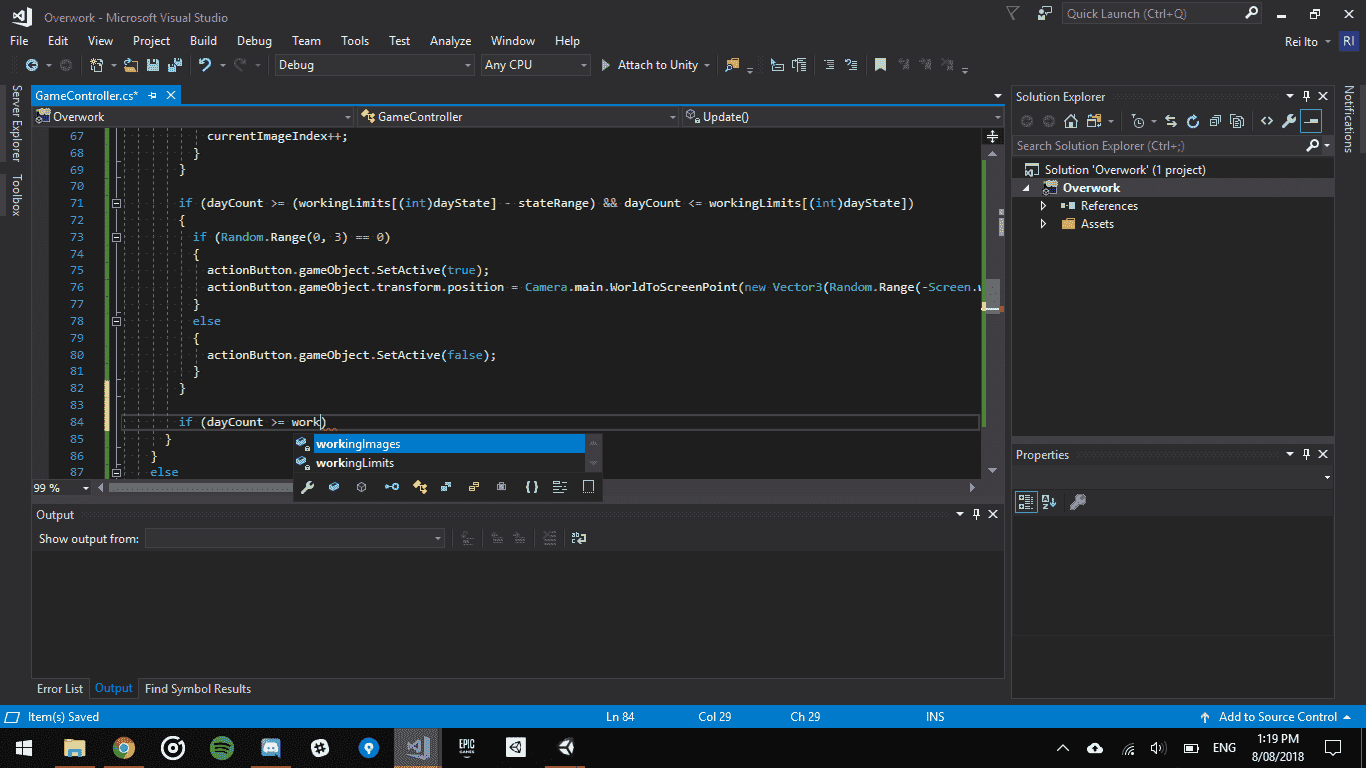 Overwork - Microsoft Visual Studio
Quick Launch (Ctrl+Q)
File Edit View Project Build Debug Team Tools Test Analyze Window Help
Rei Ito RI
Debug Any CPU Attach to Unity
Server Explorer
Toolbox
GameController.cs*
Overwork GameController Update()
67 currentImageIndex++;
68 }
69 }
70
71 if (dayCount >= (workingLimits[(int)dayState] - stateRange) && dayCount <= workingLimits[(int)dayState])
72 {
73 if (Random.Range(0, 3) == 0)
74 {
75 actionButton.gameObject.SetActive(true);
76 actionButton.gameObject.transform.position = Camera.main.WorldToScreenPoint(new Vector3(Random.Range(-Screen.
77 }
78 else
79 {
80 actionButton.gameObject.SetActive(false);
81 }
82 }
83
84 if (dayCount >= work)
85 }
86 }
87 else
workingImages
workingLimits
99 %
Output
Show output from:
Error List Output Find Symbol Results
Solution Explorer
Search Solution Explorer (Ctrl+;)
Solution 'Overwork' (1 project)
Overwork
References
Assets
Properties
Notifications
Item(s) Saved Ln 84 Col 29 Ch 29 INS Add to Source Control
EPIC
GAMES
ENG
1:19 PM
8/08/2018